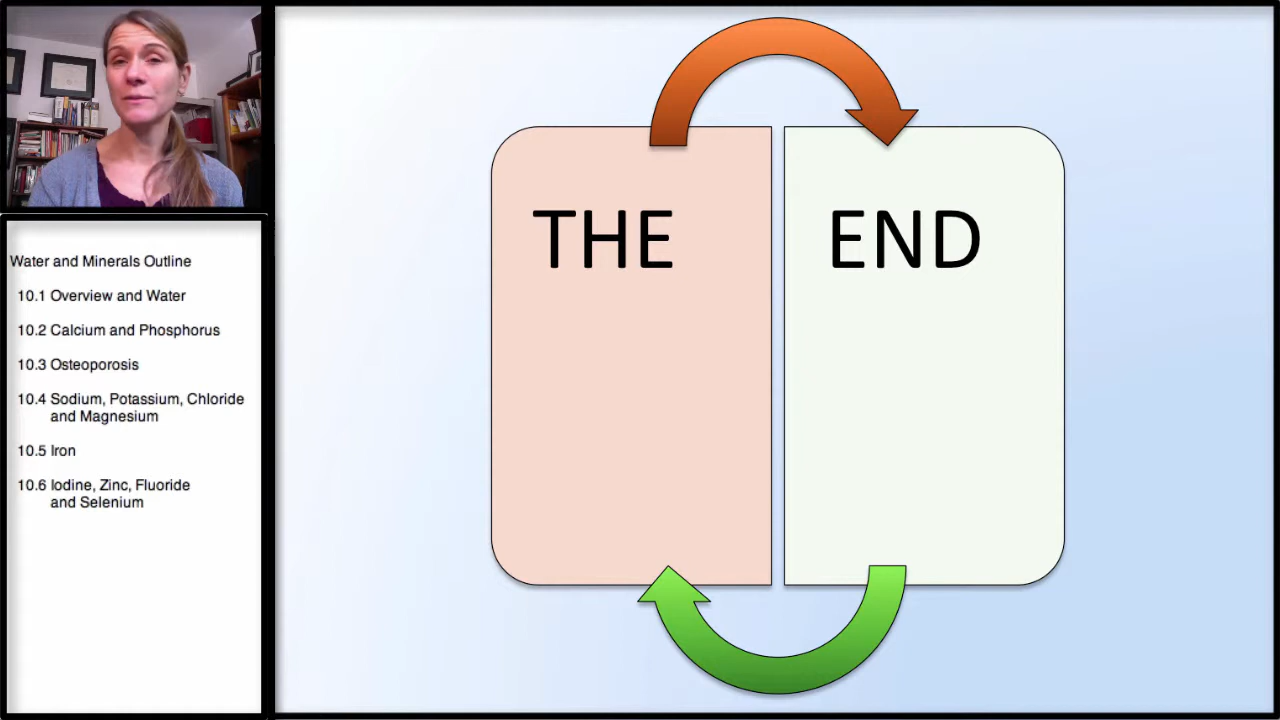 Water and Minerals Outline
10.1 Overview and Water
10.2 Calcium and Phosphorus
10.3 Osteoporosis
10.4 Sodium, Potassium, Chloride
and Magnesium
10.5 Iron
10.6 Iodine, Zinc, Fluoride
and Selenium
THE END